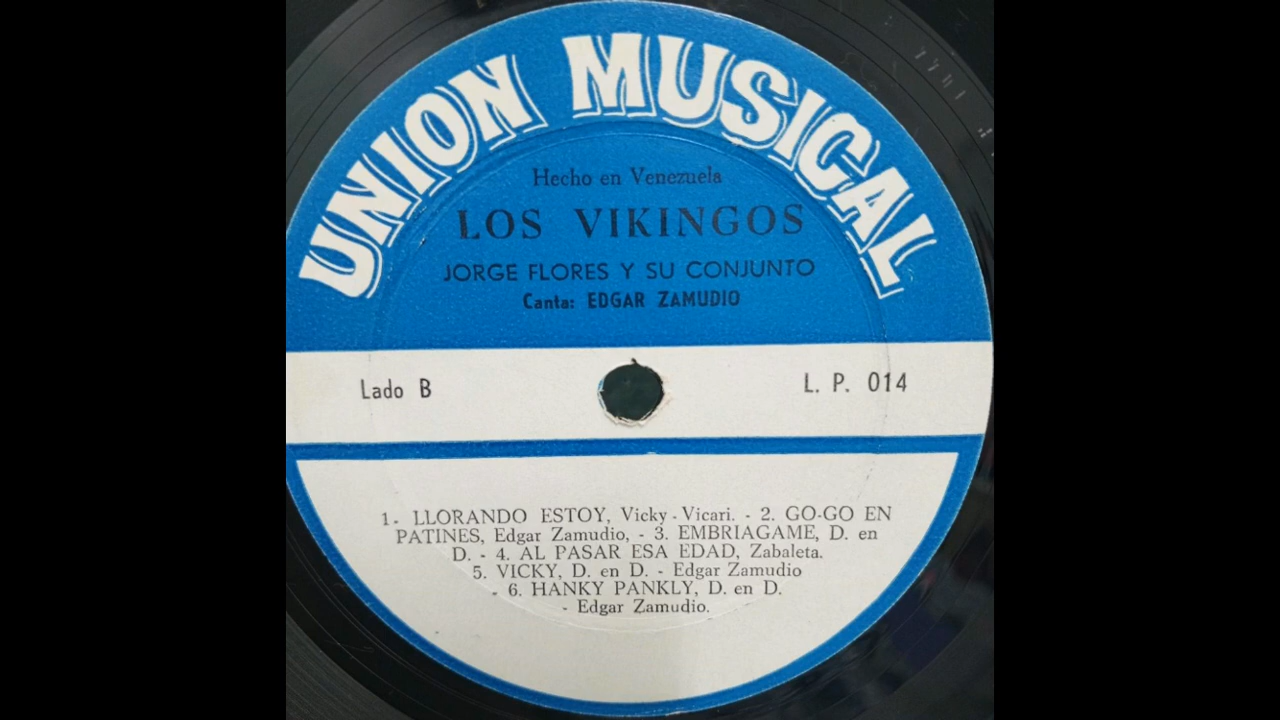 UNION MUSICAL
Hecho en Venezuela
LOS VIKINGOS
JORGE FLORES Y SU CONJUNTO
Canta: EDGAR ZAMUDIO
Lado B
L. P. 014
1. LLORANDO ESTOY, Vicky - Vicari. - 2. GO-GO EN
PATINES, Edgar Zamudio, - 3. EMBRIAGAME, D. en
D. - 4. AL PASAR ESA EDAD, Zabaleta.
5. VICKY, D. en D. - Edgar Zamudio
- 6. HANKY PANKLY, D. en D.
- Edgar Zamudio.